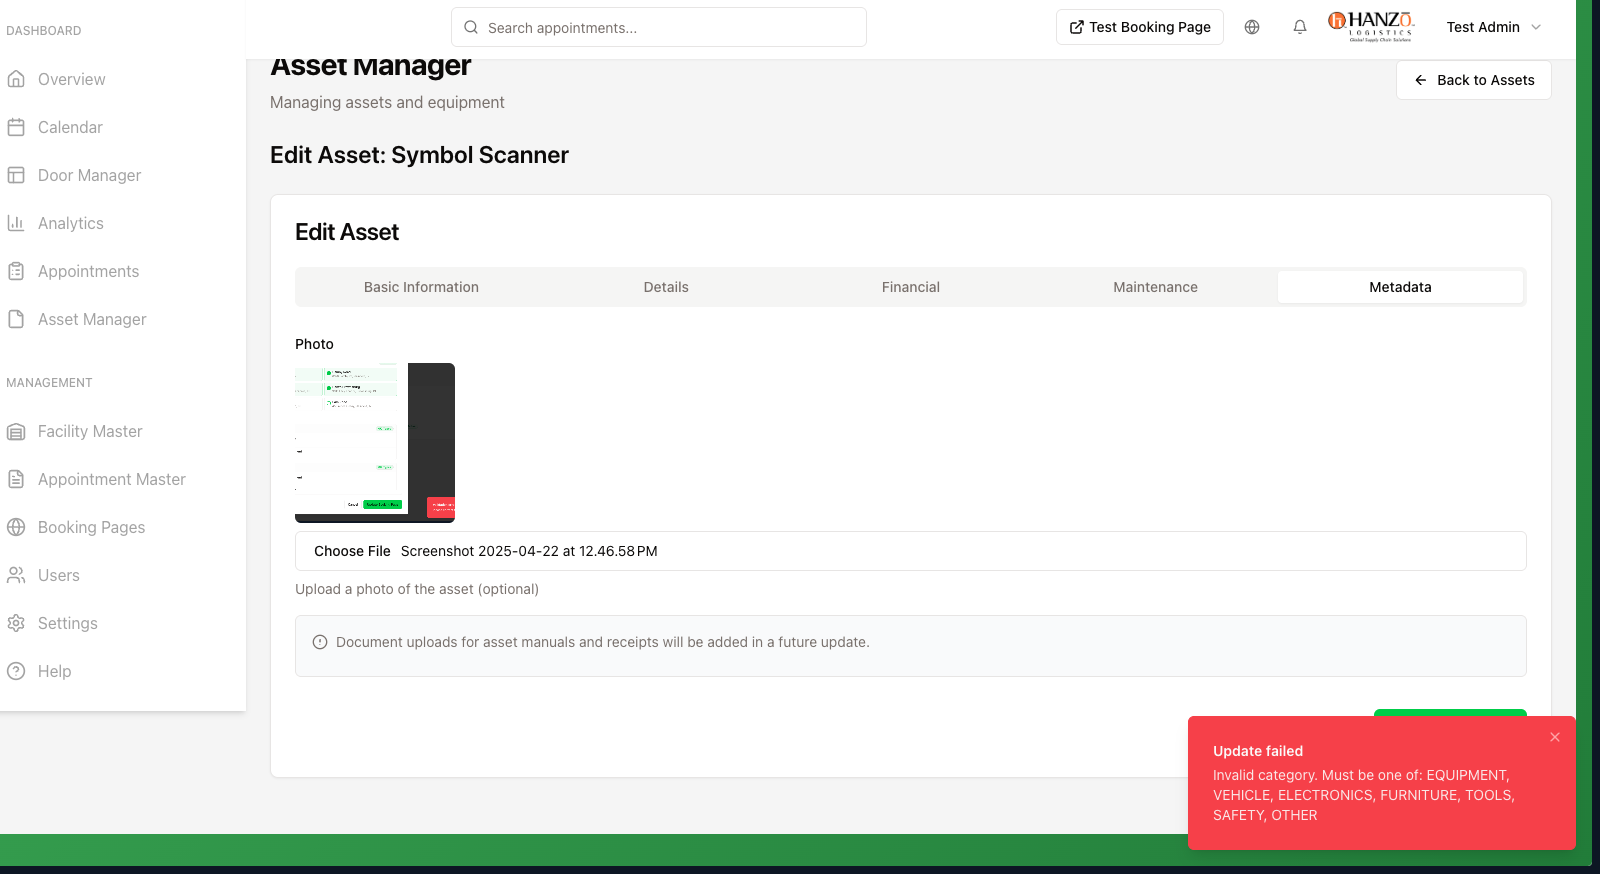 DASHBOARD
Overview
Calendar
Door Manager
Analytics
Appointments
Asset Manager
MANAGEMENT
Facility Master
Appointment Master
Booking Pages
Users
Settings
Help
Search appointments...
Test Booking Page
HANZO
LOGISTICS
Global Supply Chain Solutions
Test Admin
Asset Manager
Managing assets and equipment
Back to Assets
Edit Asset: Symbol Scanner
Edit Asset
Basic Information
Details
Financial
Maintenance
Metadata
Photo
Cancel
Choose File Screenshot 2025-04-22 at 12.46.58 PM
Upload a photo of the asset (optional)
Document uploads for asset manuals and receipts will be added in a future update.
Update failed
Invalid category. Must be one of: EQUIPMENT,
VEHICLE, ELECTRONICS, FURNITURE, TOOLS,
SAFETY, OTHER